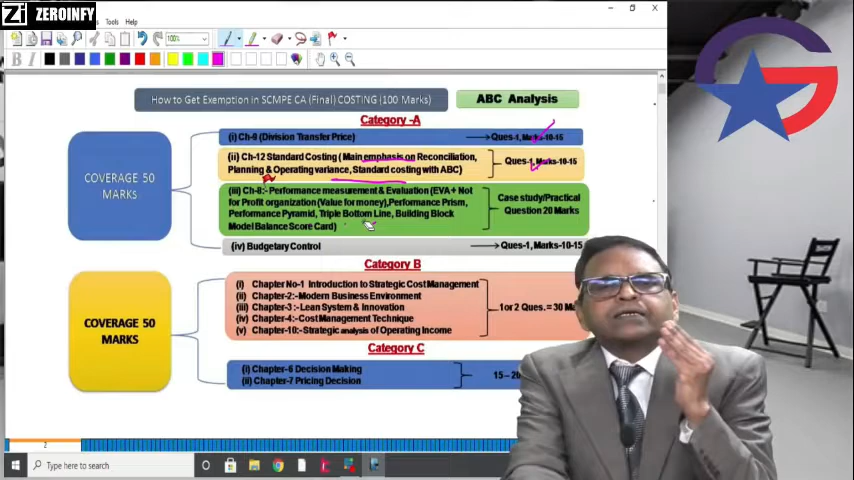 Zi ZEROINFY
Tools Help
100%
B I
How to Get Exemption in SCMPE CA (Final) COSTING (100 Marks)
ABC Analysis
Category -A
COVERAGE 50
MARKS
(i) Ch-9 (Division Transfer Price)
Ques-1, Marks-10-15
(ii) Ch-12 Standard Costing ( Main emphasis on Reconciliation,
Planning & Operating variance, Standard costing with ABC)
Ques-1, Marks-10-15
(iii) Ch-8:- Performance measurement & Evaluation (EVA + Not
for Profit organization (Value for money),Performance Prism,
Performance Pyramid, Triple Bottom Line, Building Block
Model Balance Score Card)
Case study/Practical
Question 20 Marks
(iv) Budgetary Control
Ques-1, Marks-10-15
Category B
COVERAGE 50
MARKS
(i) Chapter No-1 Introduction to Strategic Cost Management
(ii) Chapter-2:-Modern Business Environment
(iii) Chapter-3 :-Lean System & Innovation
(iv) Chapter-4:-Cost Management Technique
(v) Chapter-10:-Strategic analysis of Operating Income
1or 2 Ques. = 30 Ma
Category C
(i) Chapter-6 Decision Making
(ii) Chapter-7 Pricing Decision
15 – 20
2
Type here to search